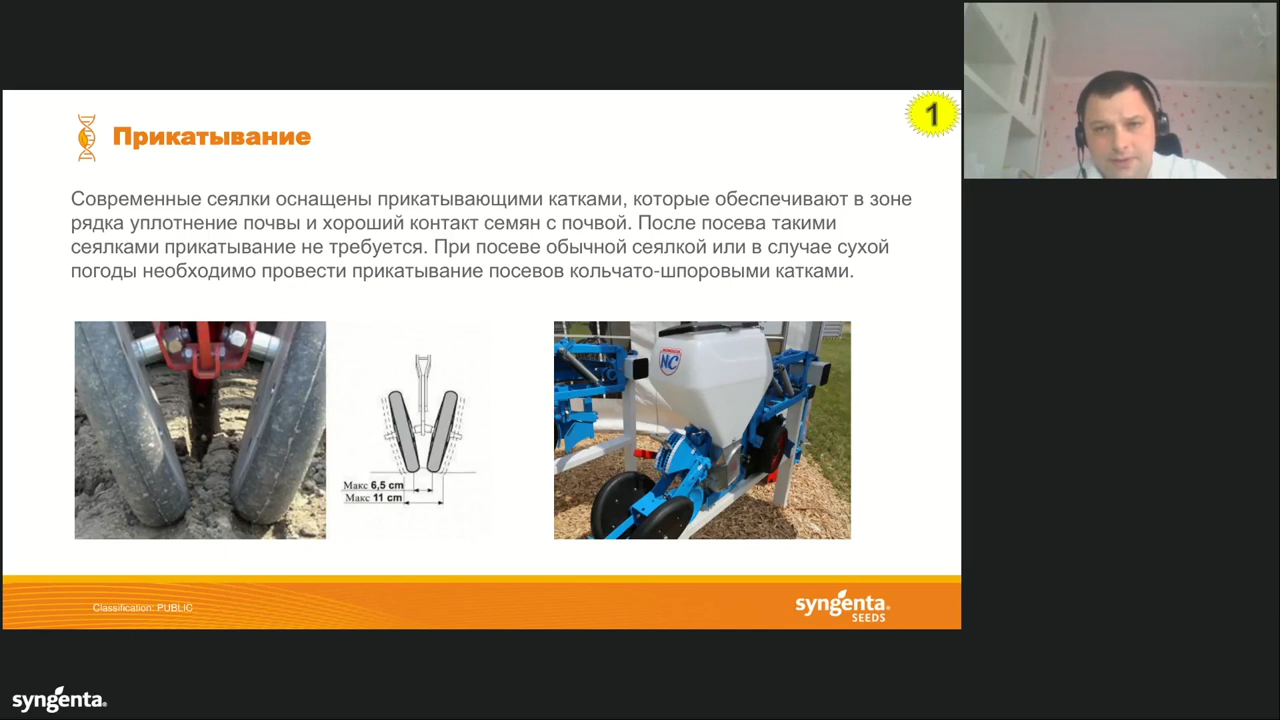 Прикатывание
1
Современные сеялки оснащены прикатывающими катками, которые обеспечивают в зоне
рядка уплотнение почвы и хороший контакт семян с почвой. После посева такими
сеялками прикатывание не требуется. При посеве обычной сеялкой или в случае сухой
погоды необходимо провести прикатывание посевов кольчато-шпоровыми катками.
Макс 6,5 cm
Макс 11 cm
NC
Classification: PUBLIC
syngenta
SEEDS
syngenta